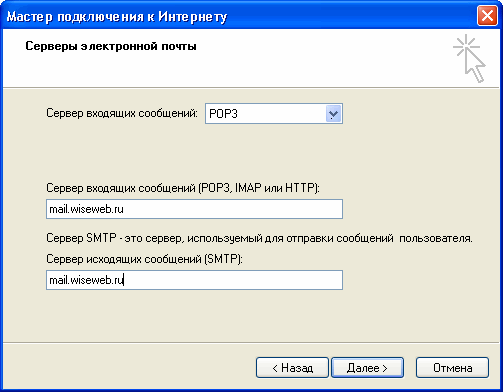 Мастер подключения к Интернету
Серверы электронной почты
Сервер входящих сообщений: POP3
Сервер входящих сообщений (POP3, IMAP или HTTP):
mail.wiseweb.ru
Сервер SMTP - это сервер, используемый для отправки сообщений пользователя.
Сервер исходящих сообщений (SMTP):
mail.wiseweb.ru
< Назад Далее > Отмена